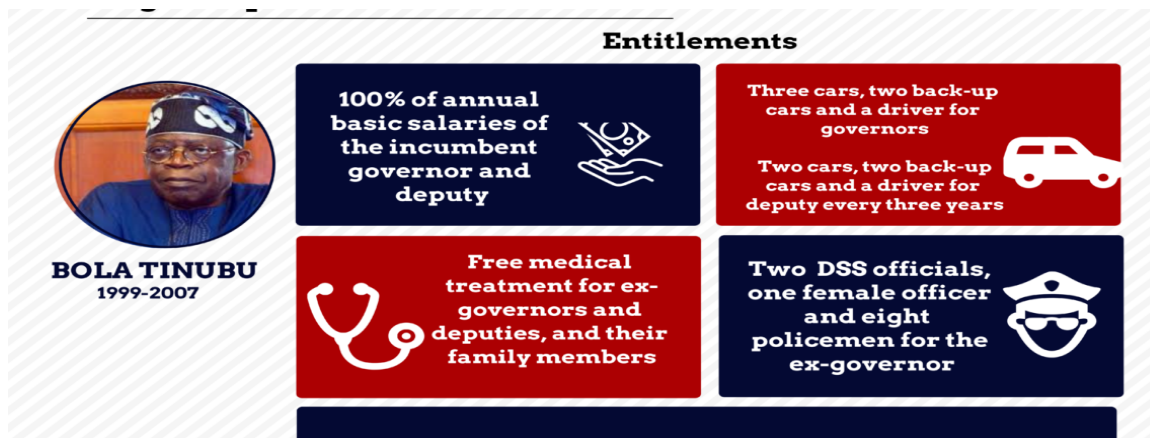 Entitlements
100% of annual
basic salaries of
the incumbent
governor and
deputy
Three cars, two back-up
cars and a driver for
governors
Two cars, two back-up
cars and a driver for
deputy every three years
BOLA TINUBU
1999-2007
Free medical
treatment for ex-
governors and
deputies, and their
family members
Two DSS officials,
one female officer
and eight
policemen for the
ex-governor